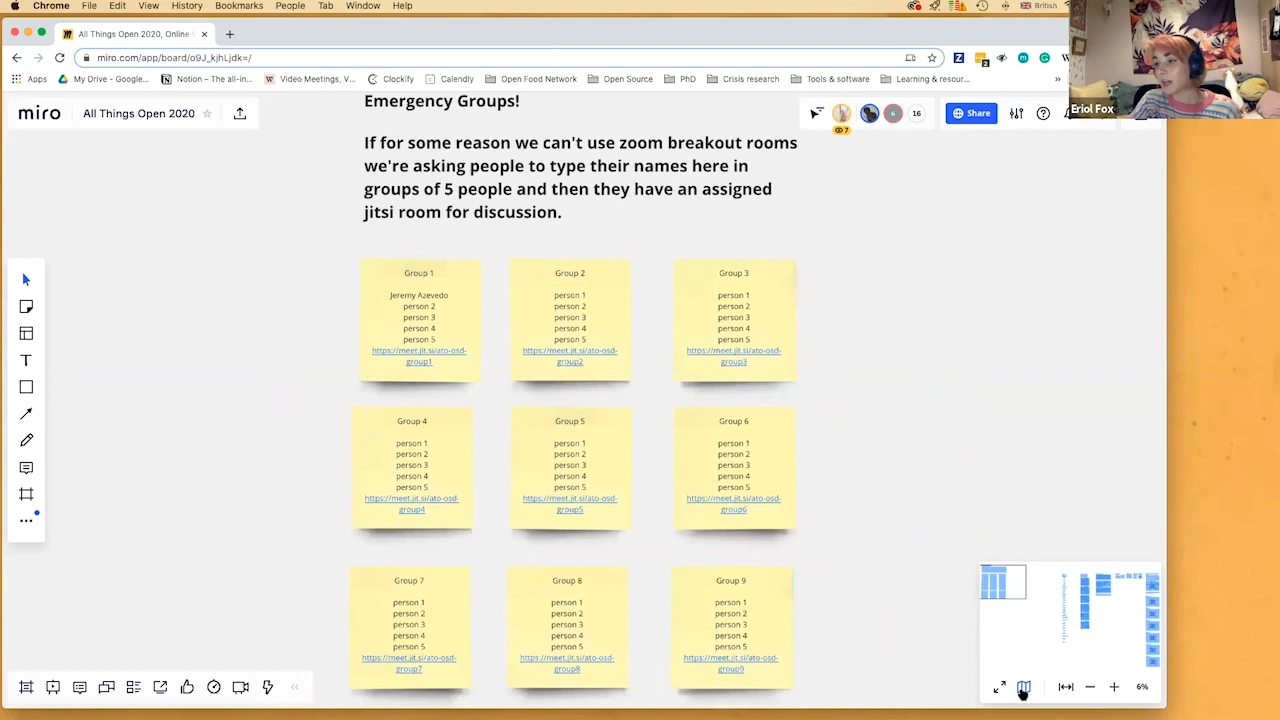 Chrome File Edit View History Bookmarks People Tab Window Help British
All Things Open 2020, Online
miro.com/app/board/o9J_kjhLjdk=/
Apps My Drive - Google... Notion – The all-in... Video Meetings, V... Clockify Calendly Open Food Network Open Source PhD Crisis research Tools & software Learning & resour... »
Eriol Fox
miro All Things Open 2020 7 16 Share
Emergency Groups!
If for some reason we can't use zoom breakout rooms
we're asking people to type their names here in
groups of 5 people and then they have an assigned
jitsi room for discussion.
Group 1
Jeremy Azevedo
person 2
person 3
person 4
person 5
https://meet.jit.si/ato-osd-
group1
Group 2
person 1
person 2
person 3
person 4
person 5
https://meet.jit.si/ato-osd-
group2
Group 3
person 1
person 2
person 3
person 4
person 5
https://meet.jit.si/ato-osd-
group3
Group 4
person 1
person 2
person 3
person 4
person 5
https://meet.jit.si/ato-osd-
group4
Group 5
person 1
person 2
person 3
person 4
person 5
https://meet.jit.si/ato-osd-
group5
Group 6
person 1
person 2
person 3
person 4
person 5
https://meet.jit.si/ato-osd-
group6
Group 7
person 1
person 2
person 3
person 4
person 5
https://meet.jit.si/ato-osd-
group7
Group 8
person 1
person 2
person 3
person 4
person 5
https://meet.jit.si/ato-osd-
group8
Group 9
person 1
person 2
person 3
person 4
person 5
https://meet.jit.si/ato-osd-
group9
6%